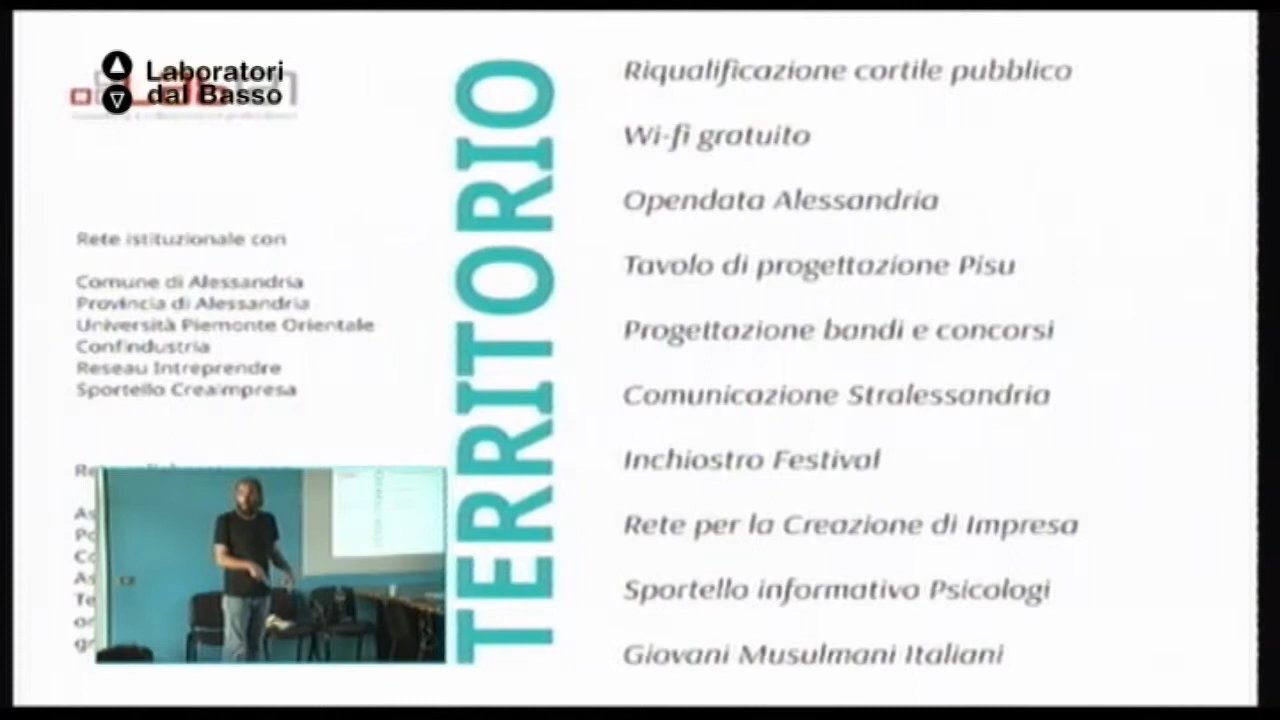 Laboratori
dal Basso
Rete istituzionale con
Comune di Alessandria
Provincia di Alessandria
Università Piemonte Orientale
Confindustria
Reseau Intreprendre
Sportello Creaimpresa
TERRITORIO
Riqualificazione cortile pubblico
Wi-fi gratuito
Opendata Alessandria
Tavolo di progettazione Pisu
Progettazione bandi e concorsi
Comunicazione Stralessandria
Inchiostro Festival
Rete per la Creazione di Impresa
Sportello informativo Psicologi
Giovani Musulmani Italiani